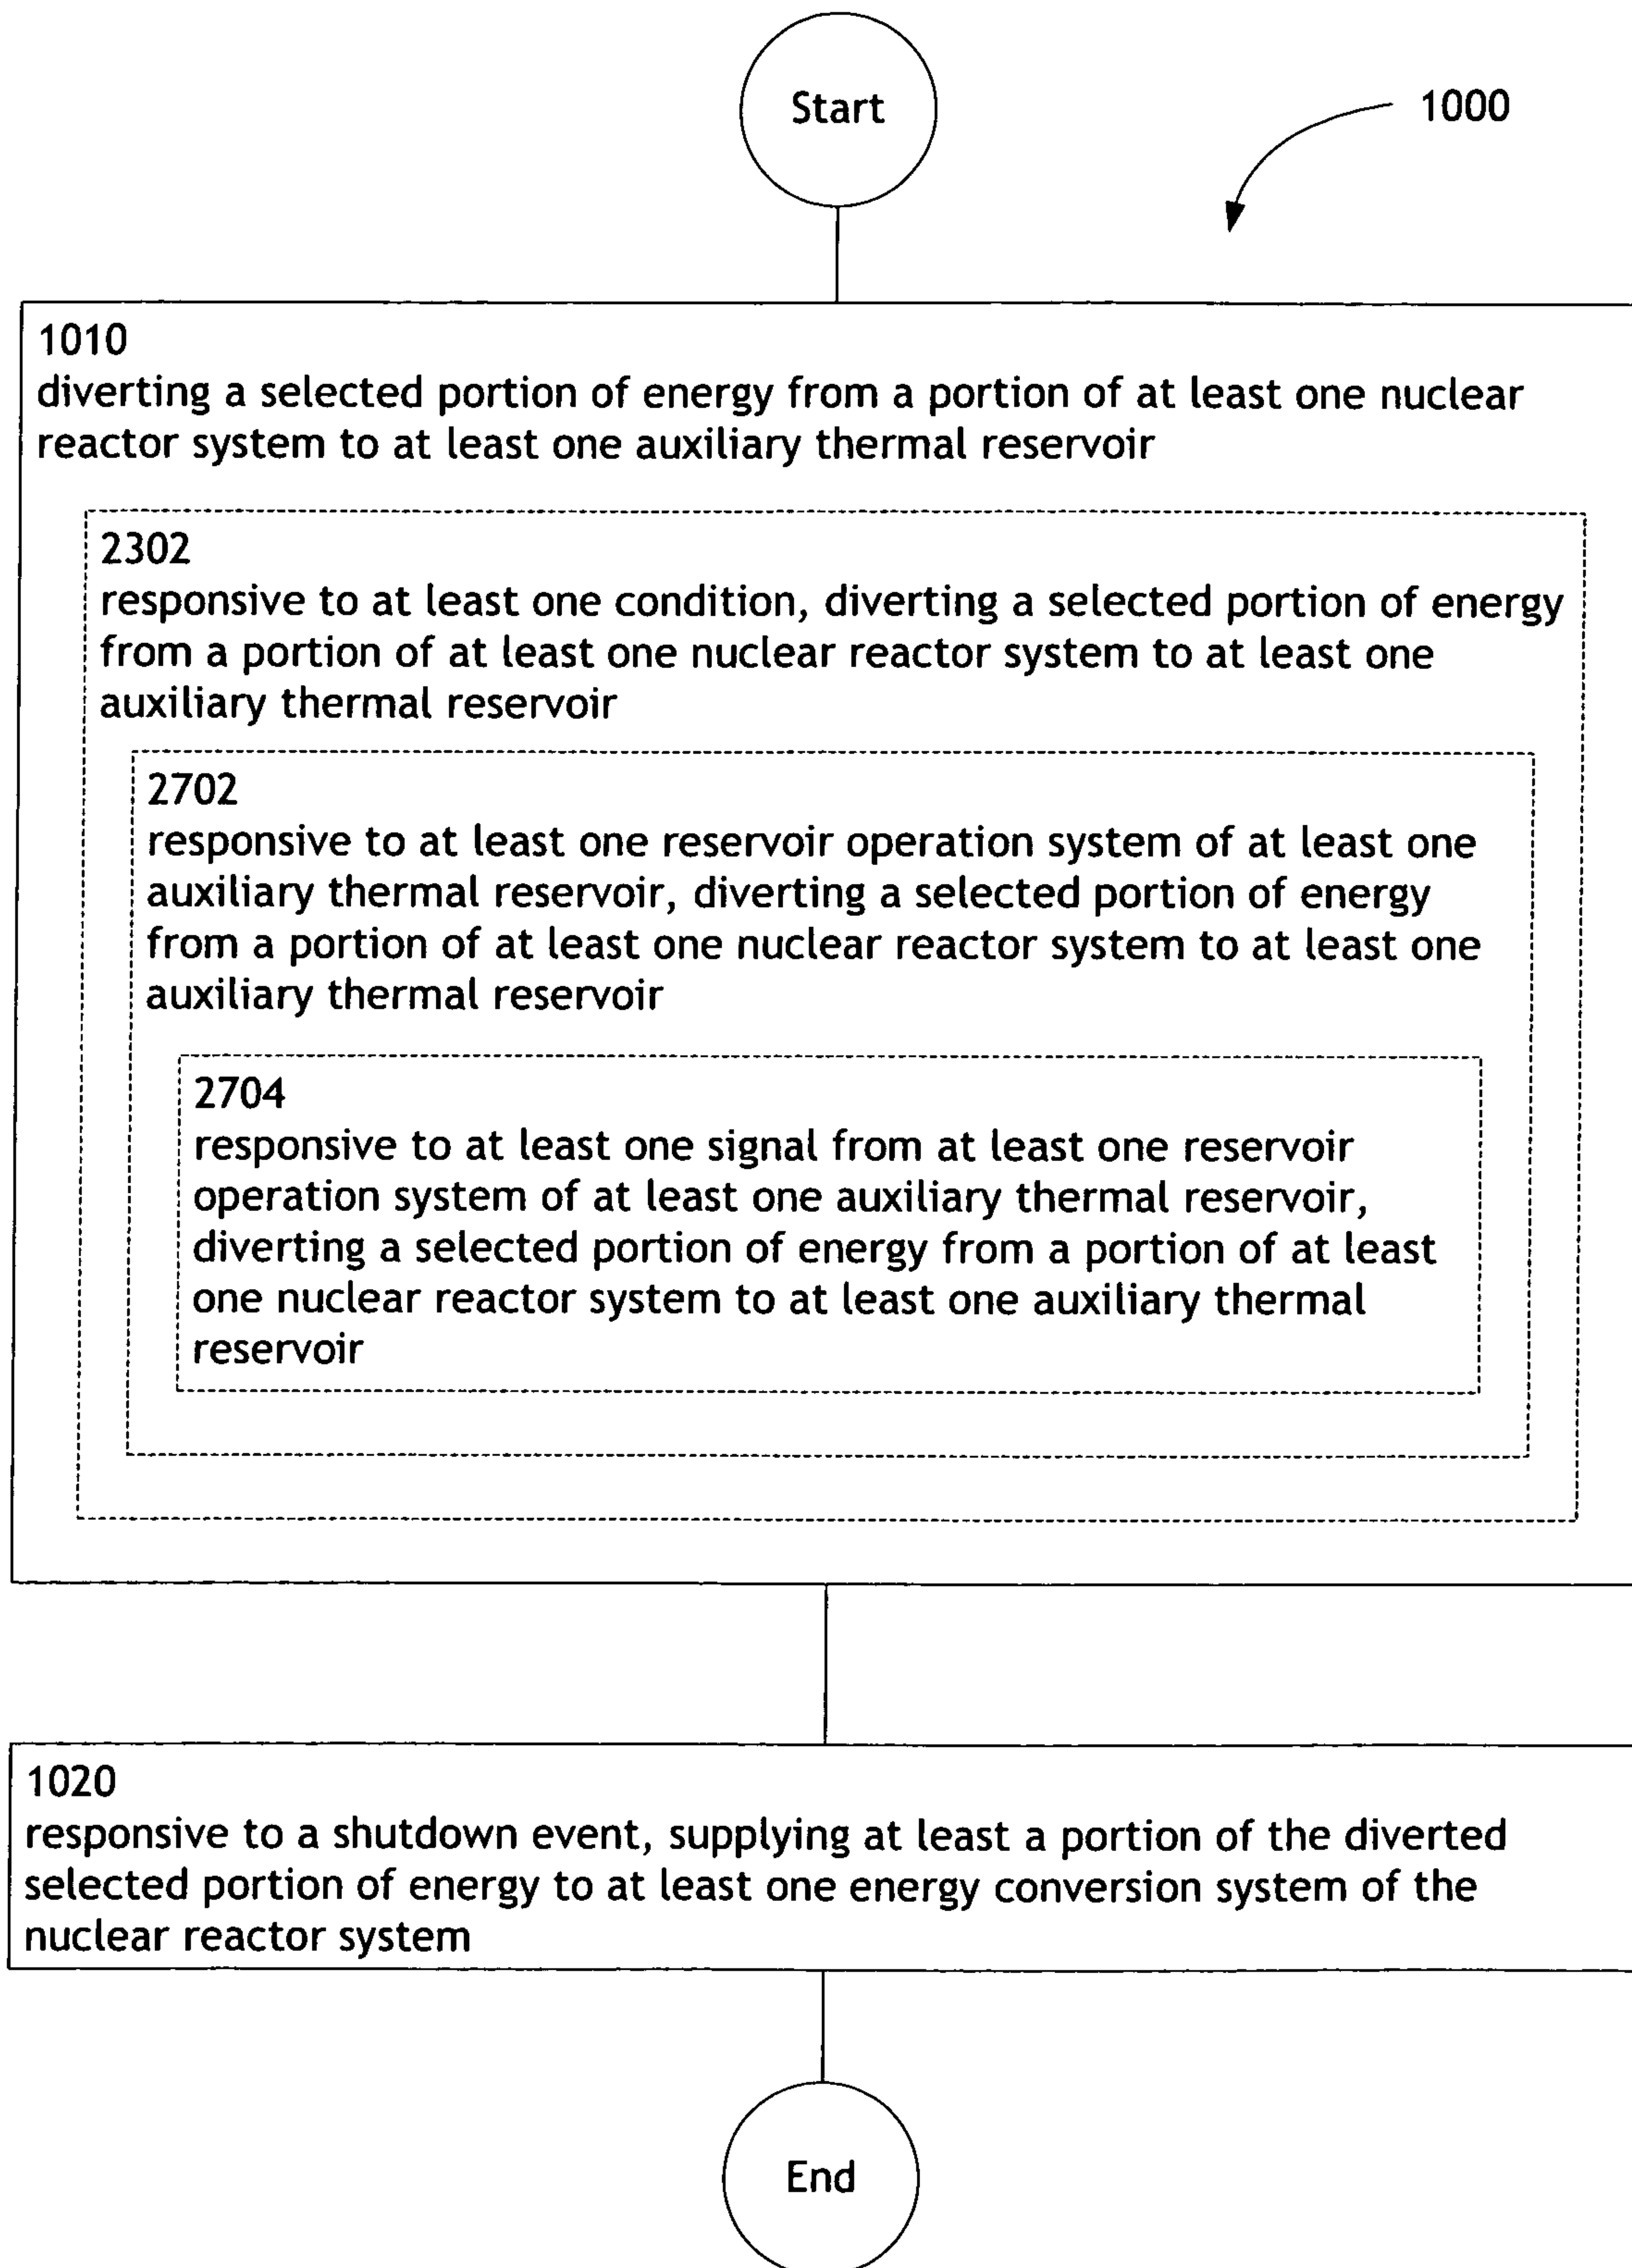 Start
1000
1010
diverting a selected portion of energy from a portion of at least one nuclear
reactor system to at least one auxiliary thermal reservoir
2302
responsive to at least one condition, diverting a selected portion of energy
from a portion of at least one nuclear reactor system to at least one
auxiliary thermal reservoir
2702
responsive to at least one reservoir operation system of at least one
auxiliary thermal reservoir, diverting a selected portion of energy
from a portion of at least one nuclear reactor system to at least one
auxiliary thermal reservoir
2704
responsive to at least one signal from at least one reservoir
operation system of at least one auxiliary thermal reservoir,
diverting a selected portion of energy from a portion of at least
one nuclear reactor system to at least one auxiliary thermal
reservoir
1020
responsive to a shutdown event, supplying at least a portion of the diverted
selected portion of energy to at least one energy conversion system of the
nuclear reactor system
End